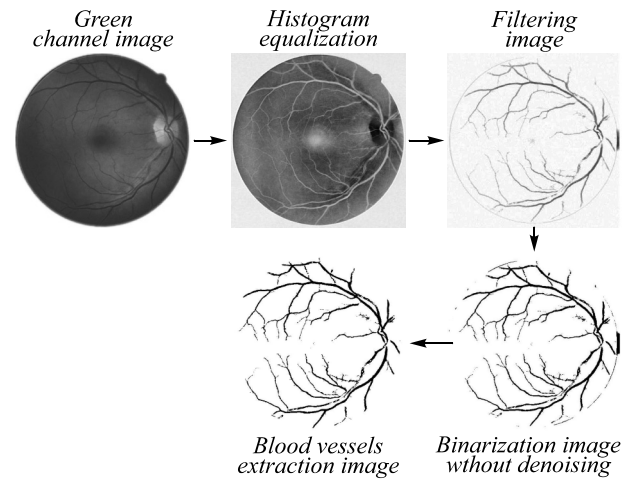 Green
channel image
Histogram
equalization
Filtering
image
Blood vessels
extraction image
Binarization image
wthout denoising